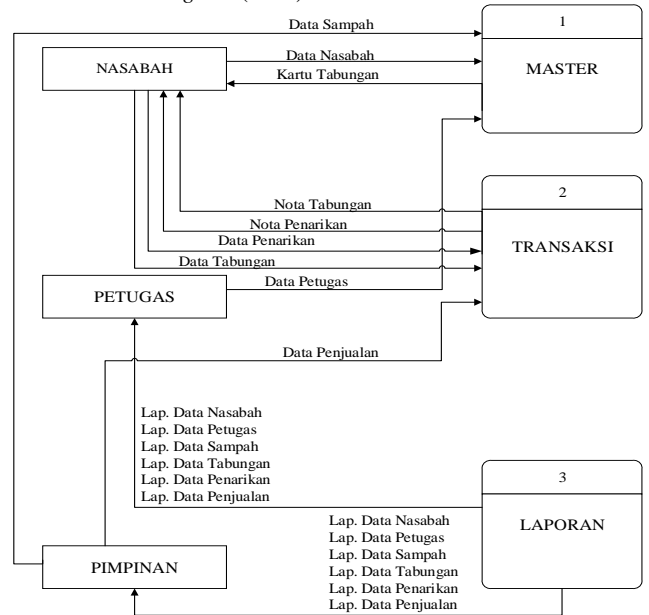 Data Sampah
1
Data Nasabah
NASABAH
MASTER
Kartu Tabungan
2
Nota Tabungan
Nota Penarikan
Data Penarikan
TRANSAKSI
Data Tabungan
Data Petugas
PETUGAS
Data Penjualan
Lap. Data Nasabah
Lap. Data Petugas
Lap. Data Sampah
Lap. Data Tabungan
Lap. Data Penarikan
Lap. Data Penjualan
3
LAPORAN
Lap. Data Nasabah
Lap. Data Petugas
Lap. Data Sampah
Lap. Data Tabungan
Lap. Data Penarikan
Lap. Data Penjualan
PIMPINAN